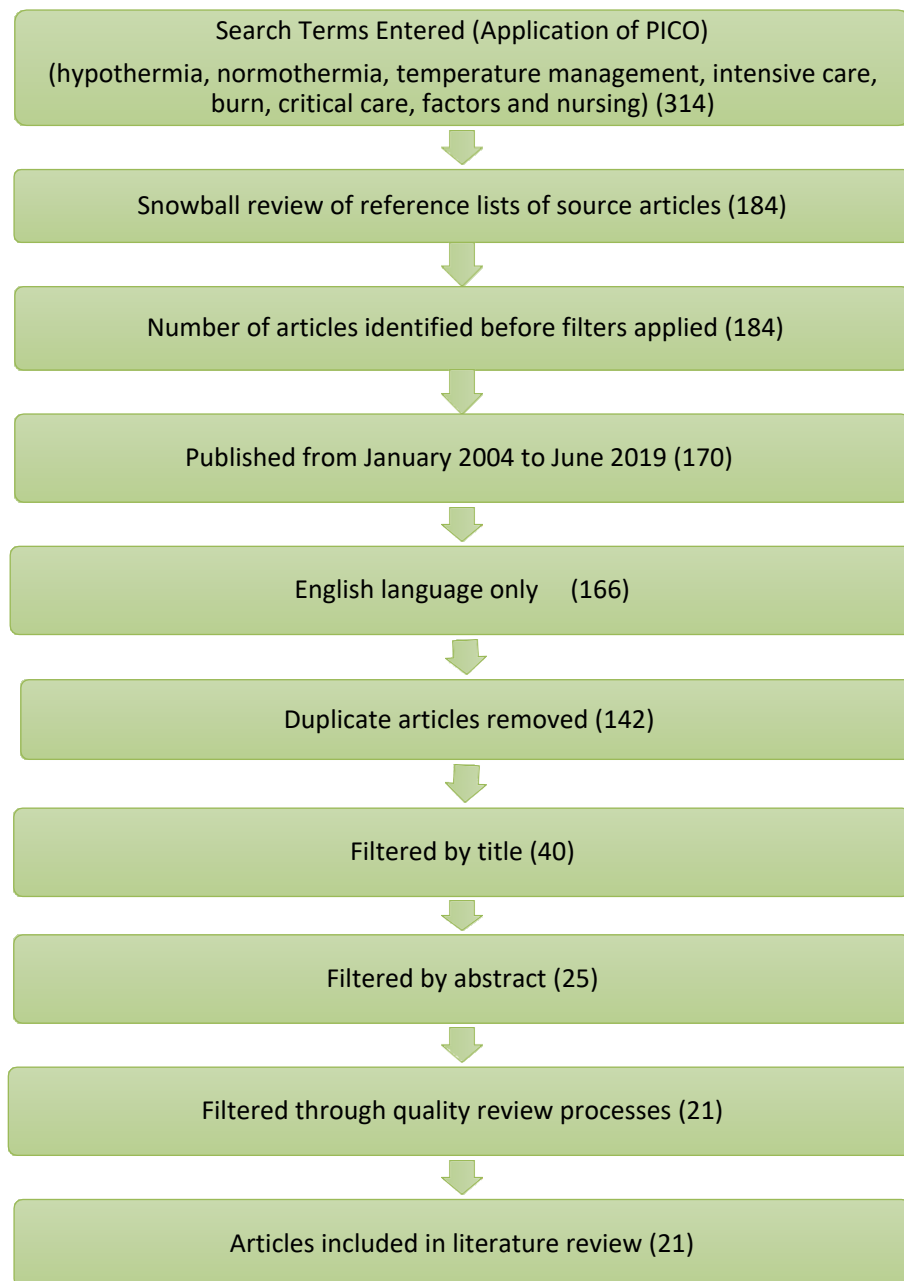 Search Terms Entered (Application of PICO)
(hypothermia, normothermia, temperature management, intensive care,
burn, critical care, factors and nursing) (314)
Snowball review of reference lists of source articles (184)
Number of articles identified before filters applied (184)
Published from January 2004 to June 2019 (170)
English language only (166)
Duplicate articles removed (142)
Filtered by title (40)
Filtered by abstract (25)
Filtered through quality review processes (21)
Articles included in literature review (21)